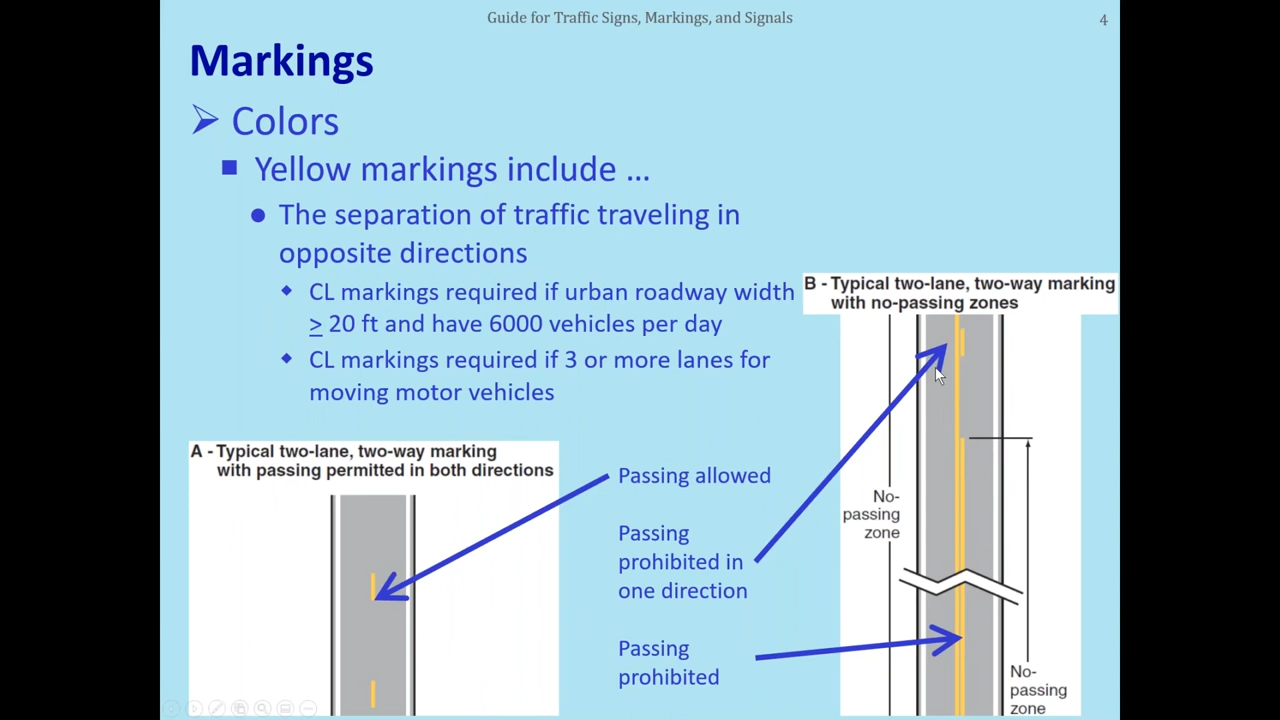 Guide for Traffic Signs, Markings, and Signals
4
Markings
Colors
Yellow markings include ...
The separation of traffic traveling in
opposite directions
CL markings required if urban roadway width
≥ 20 ft and have 6000 vehicles per day
CL markings required if 3 or more lanes for
moving motor vehicles
A - Typical two-lane, two-way marking
with passing permitted in both directions
Passing allowed
Passing
prohibited in
one direction
Passing
prohibited
B - Typical two-lane, two-way marking
with no-passing zones
No-
passing
zone
No-
passing
zone